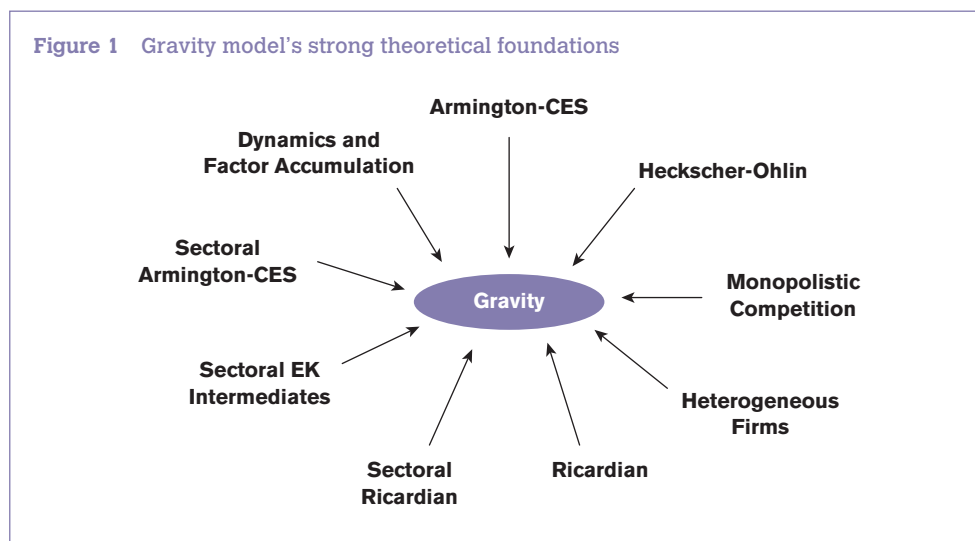 Figure 1 Gravity model's strong theoretical foundations
Armington-CES
Dynamics and
Factor Accumulation
Heckscher-Ohlin
Sectoral
Armington-CES
Monopolistic
Competition
Gravity
Sectoral EK
Intermediates
Heterogeneous
Firms
Sectoral
Ricardian
Ricardian